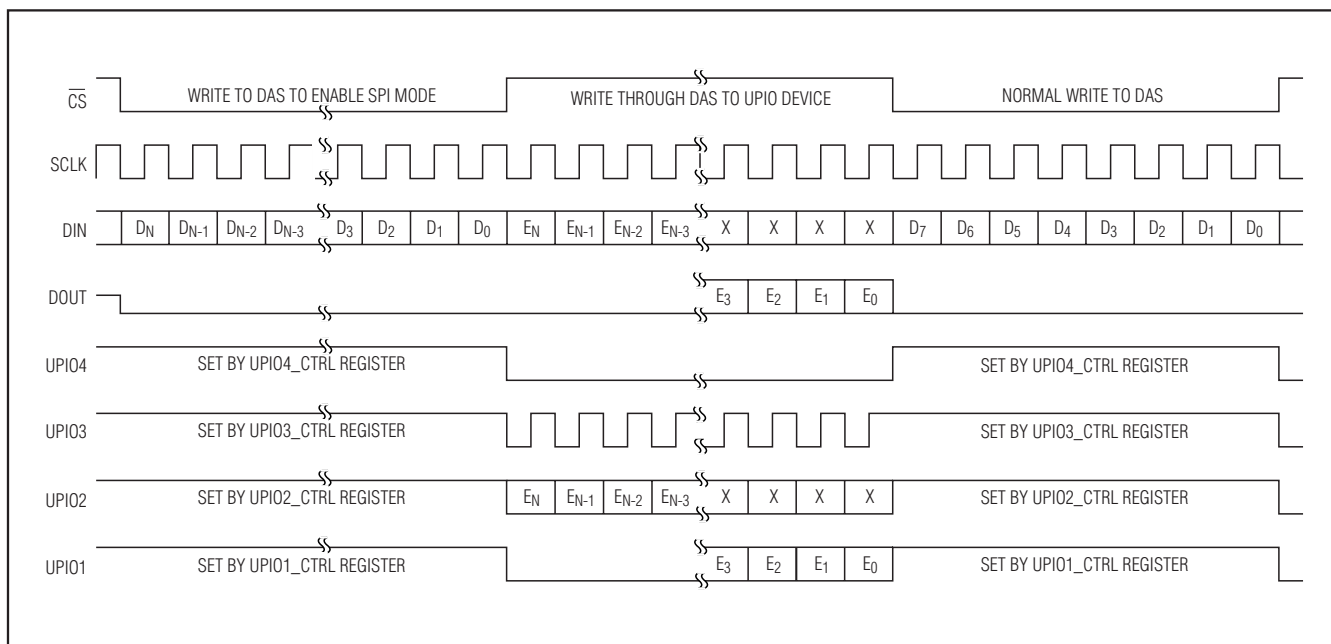 CS WRITE TO DAS TO ENABLE SPI MODE WRITE THROUGH DAS TO UPIO DEVICE NORMAL WRITE TO DAS
SCLK
DIN DN DN-1 DN-2 DN-3 D3 D2 D1 D0 EN EN-1 EN-2 EN-3 X X X X D7 D6 D5 D4 D3 D2 D1 D0
DOUT E3 E2 E1 E0
UPIO4 SET BY UPIO4_CTRL REGISTER SET BY UPIO4_CTRL REGISTER
UPIO3 SET BY UPIO3_CTRL REGISTER SET BY UPIO3_CTRL REGISTER
UPIO2 SET BY UPIO2_CTRL REGISTER EN EN-1 EN-2 EN-3 X X X X SET BY UPIO2_CTRL REGISTER
UPIO1 SET BY UPIO1_CTRL REGISTER E3 E2 E1 E0 SET BY UPIO1_CTRL REGISTER